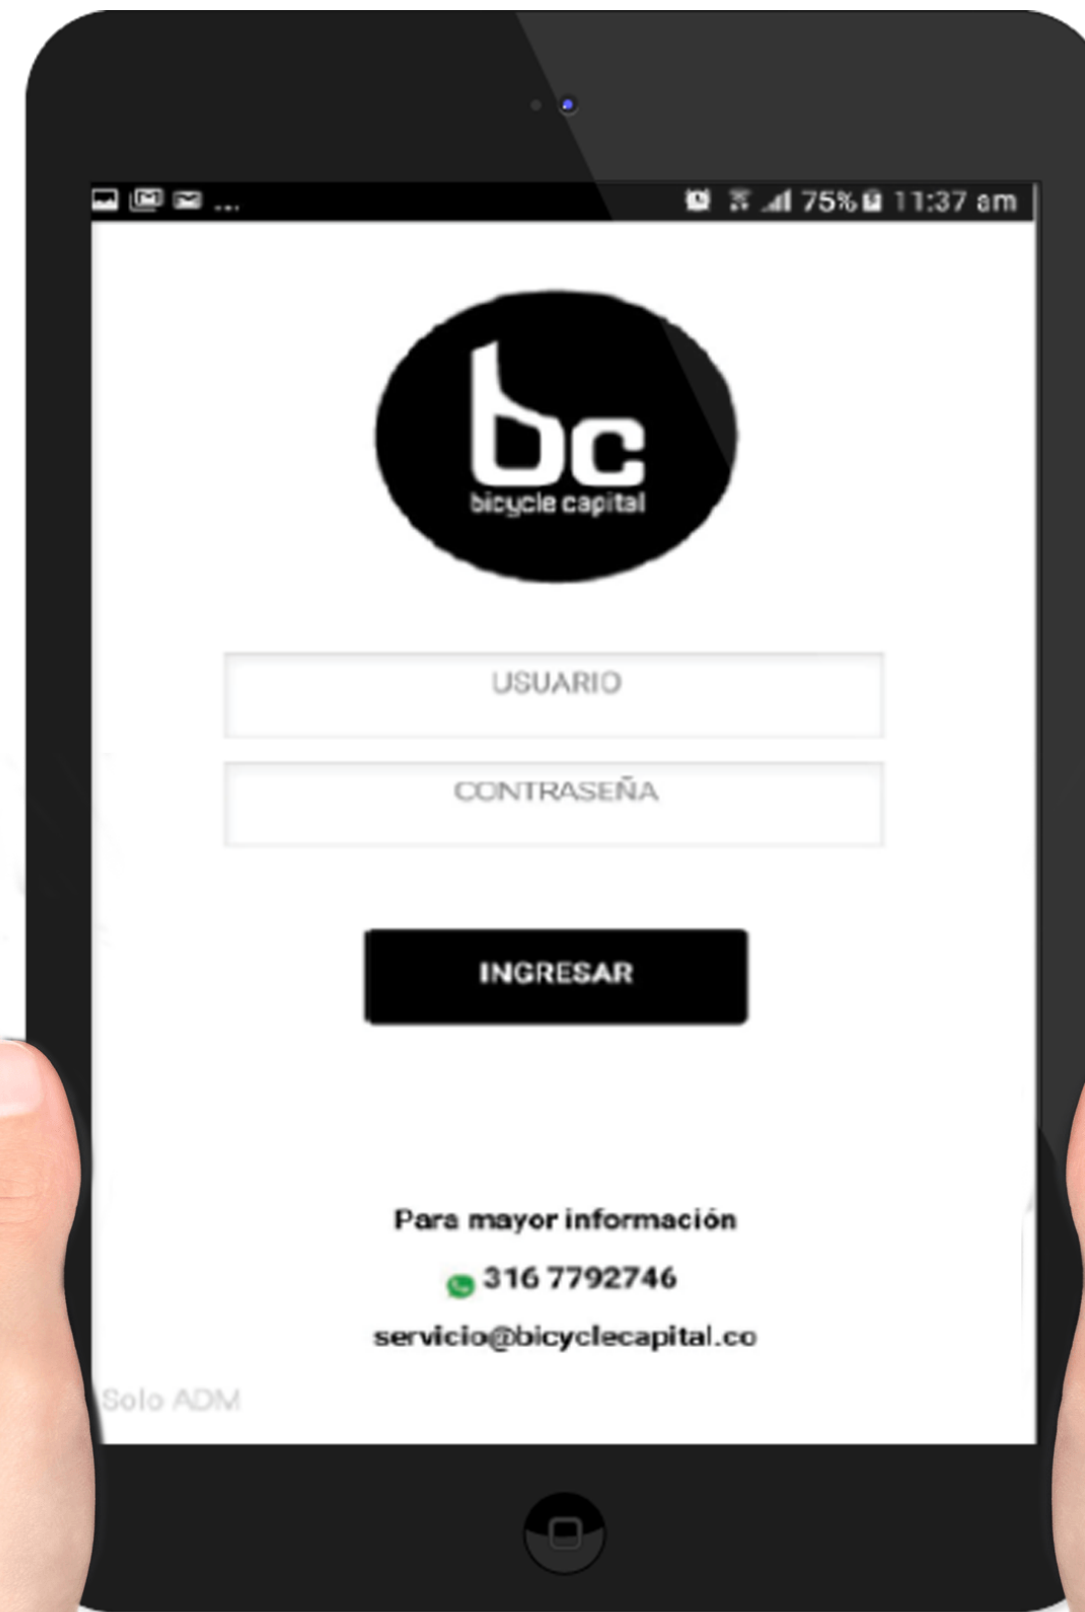 ... 75% 11:37 am
bc
bicycle capital
USUARIO
CONTRASEÑA
INGRESAR
Para mayor información
316 7792746
servicio@bicyclecapital.co
Solo ADM